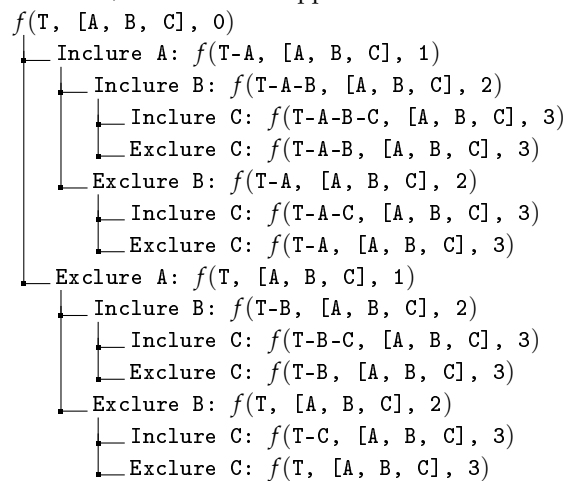 f(T, [A, B, C], 0)
Inclure A: f(T-A, [A, B, C], 1)
Inclure B: f(T-A-B, [A, B, C], 2)
Inclure C: f(T-A-B-C, [A, B, C], 3)
Exclure C: f(T-A-B, [A, B, C], 3)
Exclure B: f(T-A, [A, B, C], 2)
Inclure C: f(T-A-C, [A, B, C], 3)
Exclure C: f(T-A, [A, B, C], 3)
Exclure A: f(T, [A, B, C], 1)
Inclure B: f(T-B, [A, B, C], 2)
Inclure C: f(T-B-C, [A, B, C], 3)
Exclure C: f(T-B, [A, B, C], 3)
Exclure B: f(T, [A, B, C], 2)
Inclure C: f(T-C, [A, B, C], 3)
Exclure C: f(T, [A, B, C], 3)